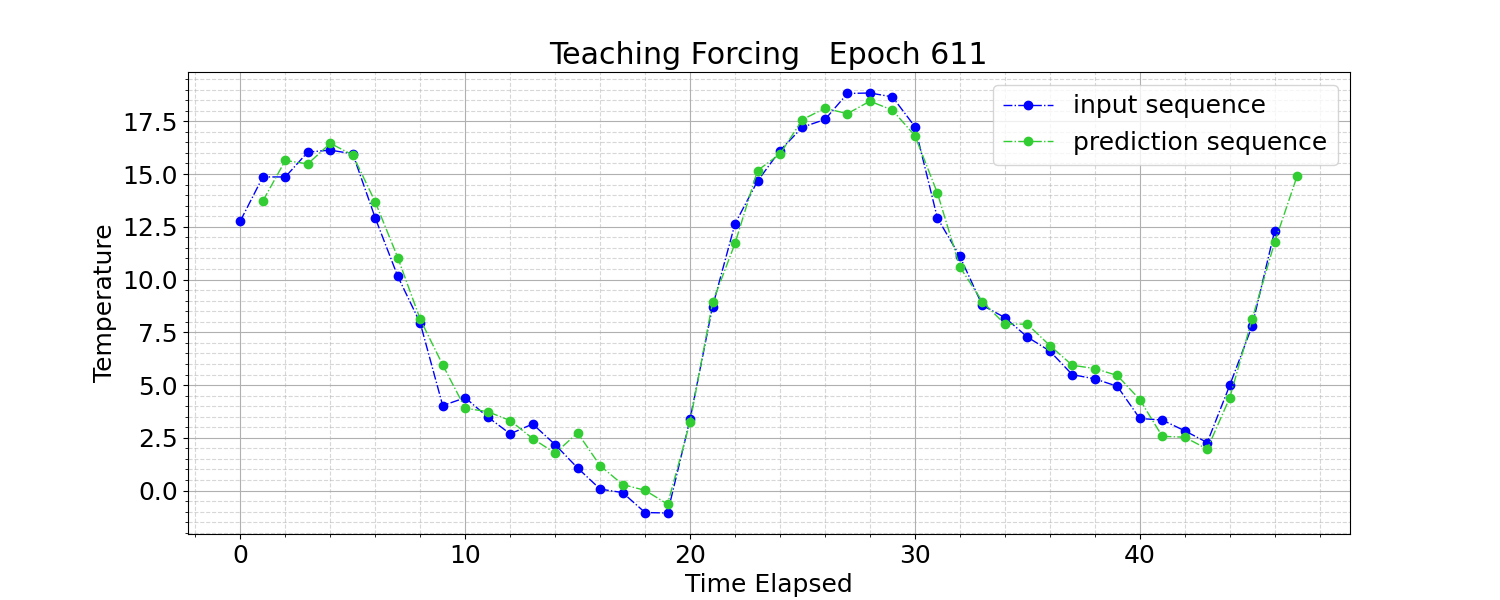 Teaching Forcing   Epoch 611
input sequence
prediction sequence
Temperature
17.5
15.0
12.5
10.0
7.5
5.0
2.5
0.0
0 10 20 30 40
Time Elapsed